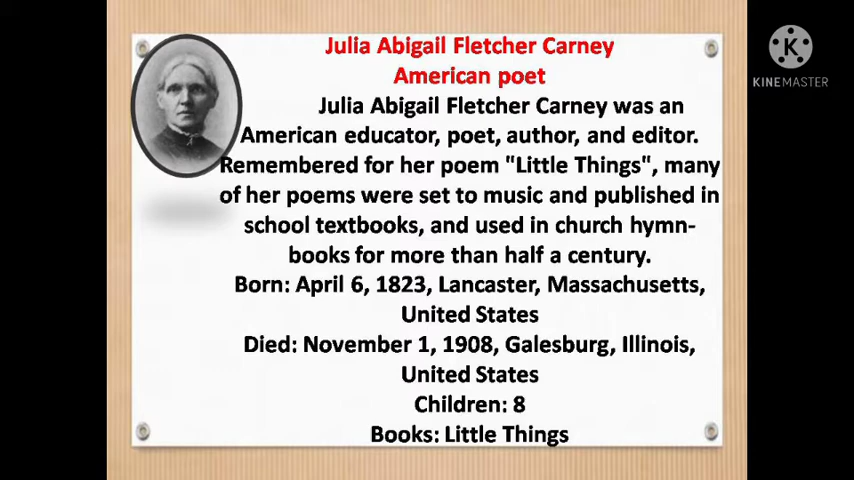 Julia Abigail Fletcher Carney
American poet
Julia Abigail Fletcher Carney was an
American educator, poet, author, and editor.
Remembered for her poem "Little Things", many
of her poems were set to music and published in
school textbooks, and used in church hymn-
books for more than half a century.
Born: April 6, 1823, Lancaster, Massachusetts,
United States
Died: November 1, 1908, Galesburg, Illinois,
United States
Children: 8
Books: Little Things
K
KINEMASTER